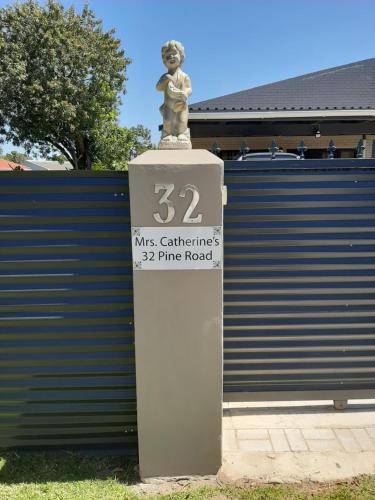 32
Mrs. Catherine's
32 Pine Road